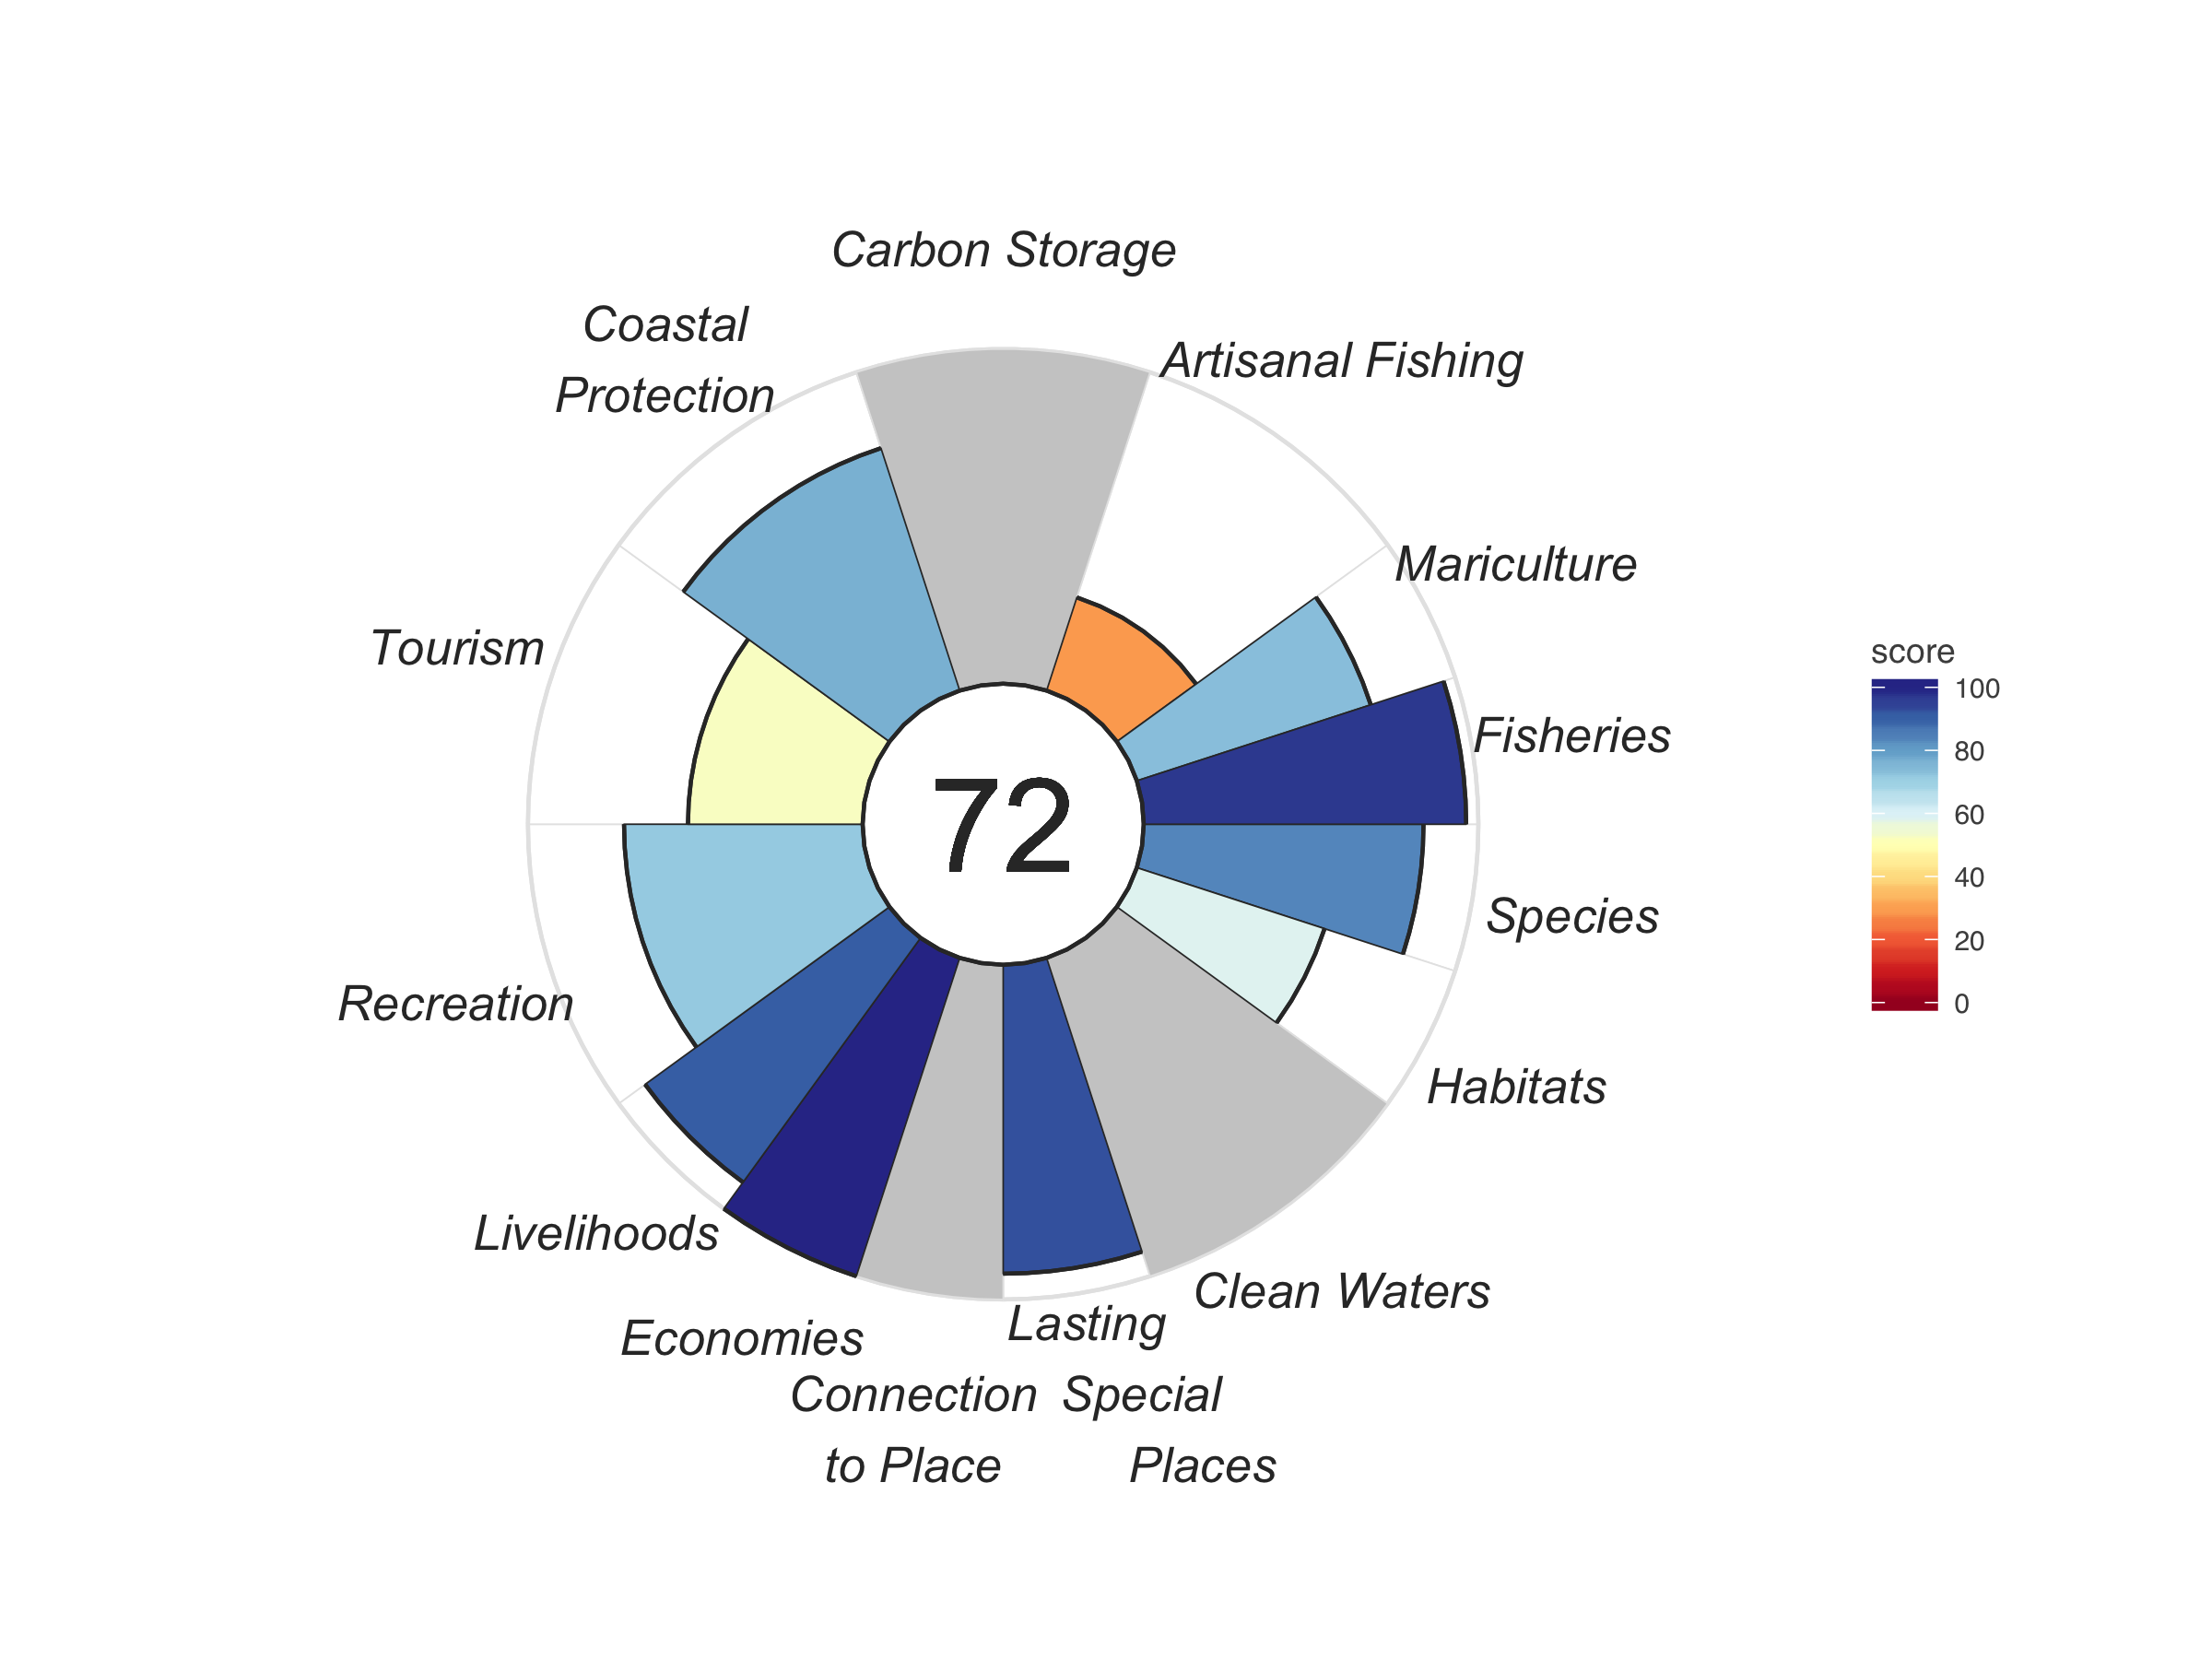 Carbon Storage
Coastal
Protection
Artisanal Fishing
Mariculture
Tourism
Fisheries
72
Species
Recreation
Habitats
Livelihoods
Clean Waters
Economies
Lasting
Special
Places
Connection
to Place
score
100
80
60
40
20
0